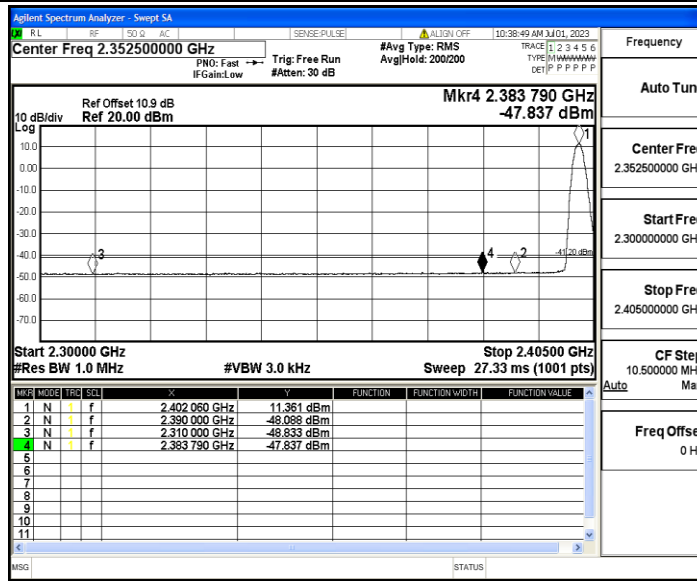 Agilent Spectrum Analyzer - Swept SA
RL RF 50 Ω AC SENSE:PULSE ALIGN OFF 10:38:49 AM Jul 01, 2023
Center Freq 2.352500000 GHz
PNO: Fast
IFGain:Low
Trig: Free Run
#Atten: 30 dB
#Avg Type: RMS
Avg|Hold: 200/200
TRACE 1 2 3 4 5 6
TYPE M
DET P P P P P P
Mkr4 2.383 790 GHz
-47.837 dBm
Ref Offset 10.9 dB
10 dB/div Ref 20.00 dBm
Log
10.0
0.00
-10.0
-20.0
-30.0
-40.0
-50.0
-60.0
-70.0
1
2
3
4
-41.20 dBm
Start 2.30000 GHz Stop 2.40500 GHz
#Res BW 1.0 MHz #VBW 3.0 kHz Sweep 27.33 ms (1001 pts)
MKR MODE TRC SCL X Y FUNCTION FUNCTION WIDTH FUNCTION VALUE
1 N 1 f 2.402 060 GHz 11.361 dBm
2 N 1 f 2.390 000 GHz -48.088 dBm
3 N 1 f 2.310 000 GHz -48.833 dBm
4 N 1 f 2.383 790 GHz -47.837 dBm
5
6
7
8
9
10
11
MSG STATUS
Frequency
Auto Tun
Center Fre
2.352500000 GH
Start Fre
2.300000000 GH
Stop Fre
2.405000000 GH
CF Ste
10.500000 MH
Auto Ma
Freq Offse
0 H